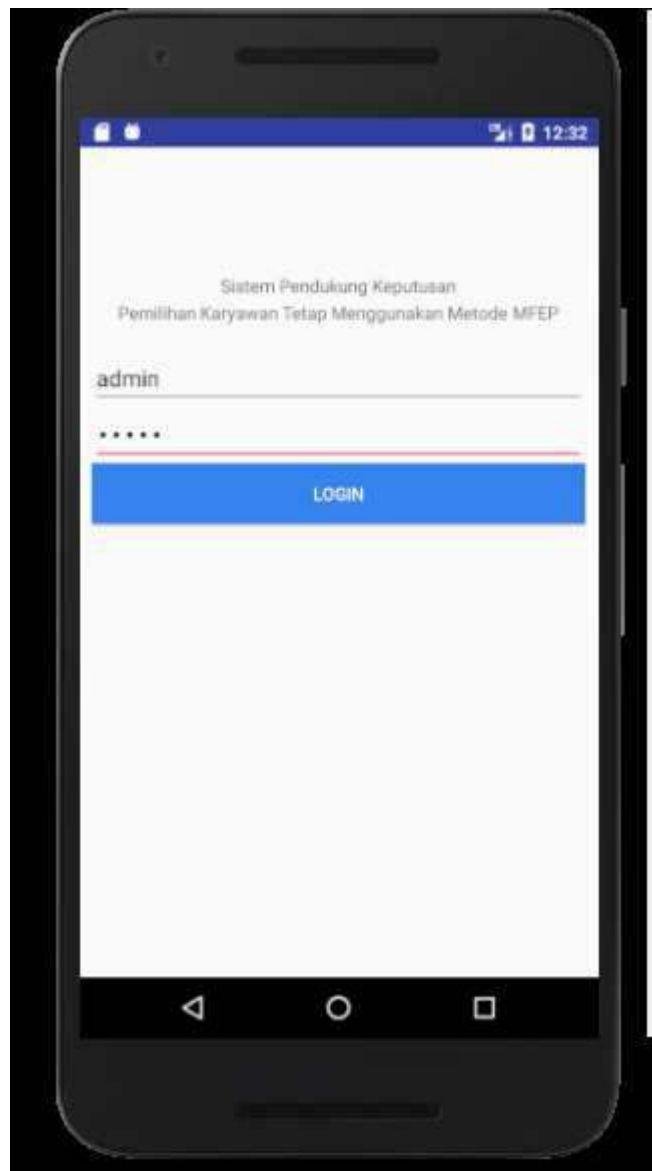 12:32
Sistem Pendukung Keputusan
Pemilihan Karyawan Tetap Menggunakan Metode MFEP
admin
•••••
LOGIN